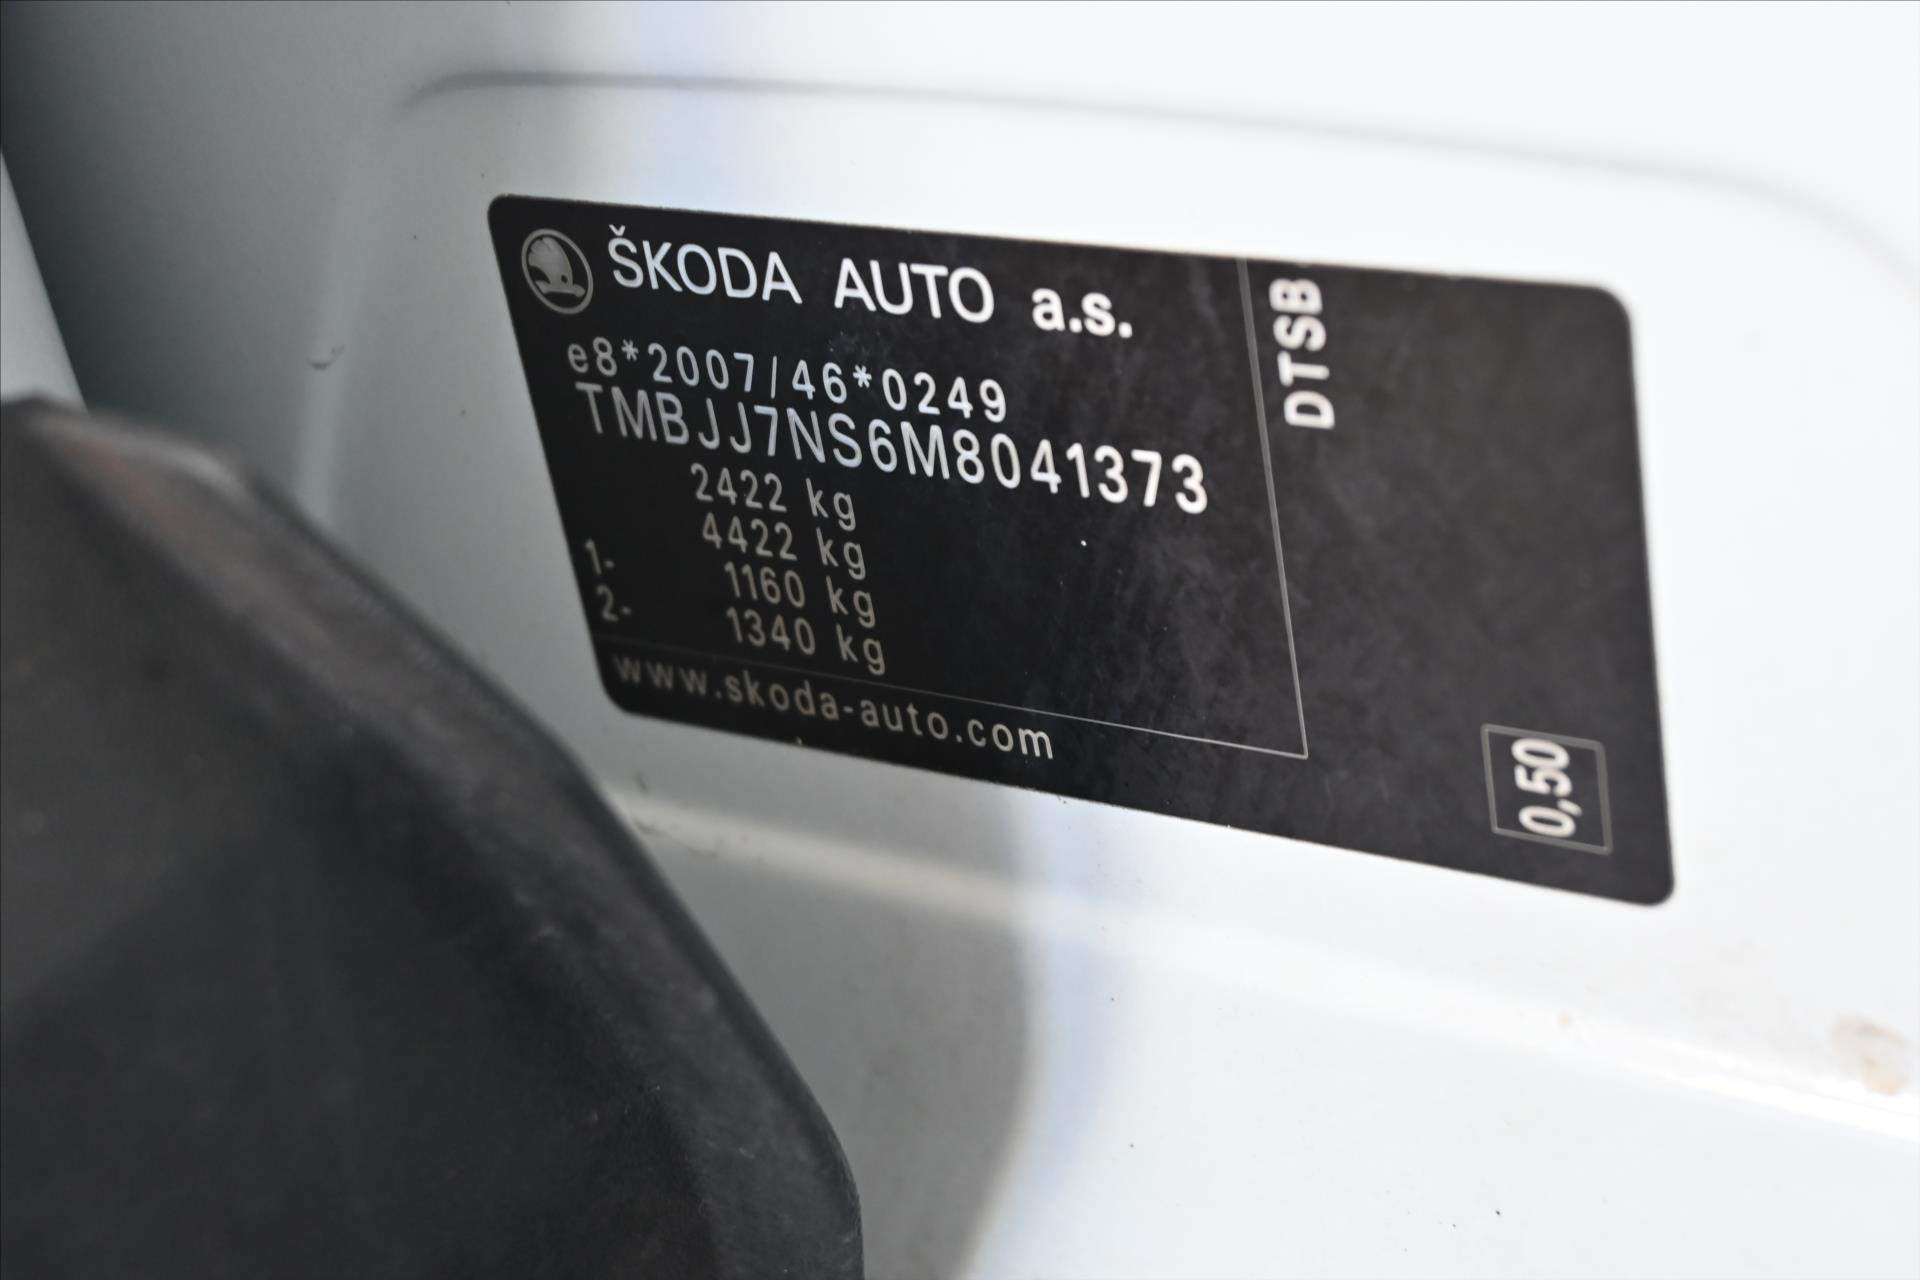 ŠKODA AUTO a.s.
e8*2007/46*0249
TMBJJ7NS6M8041373
2422 kg
4422 kg
1- 1160 kg
2- 1340 kg
www.skoda-auto.com
DTSB
0,50